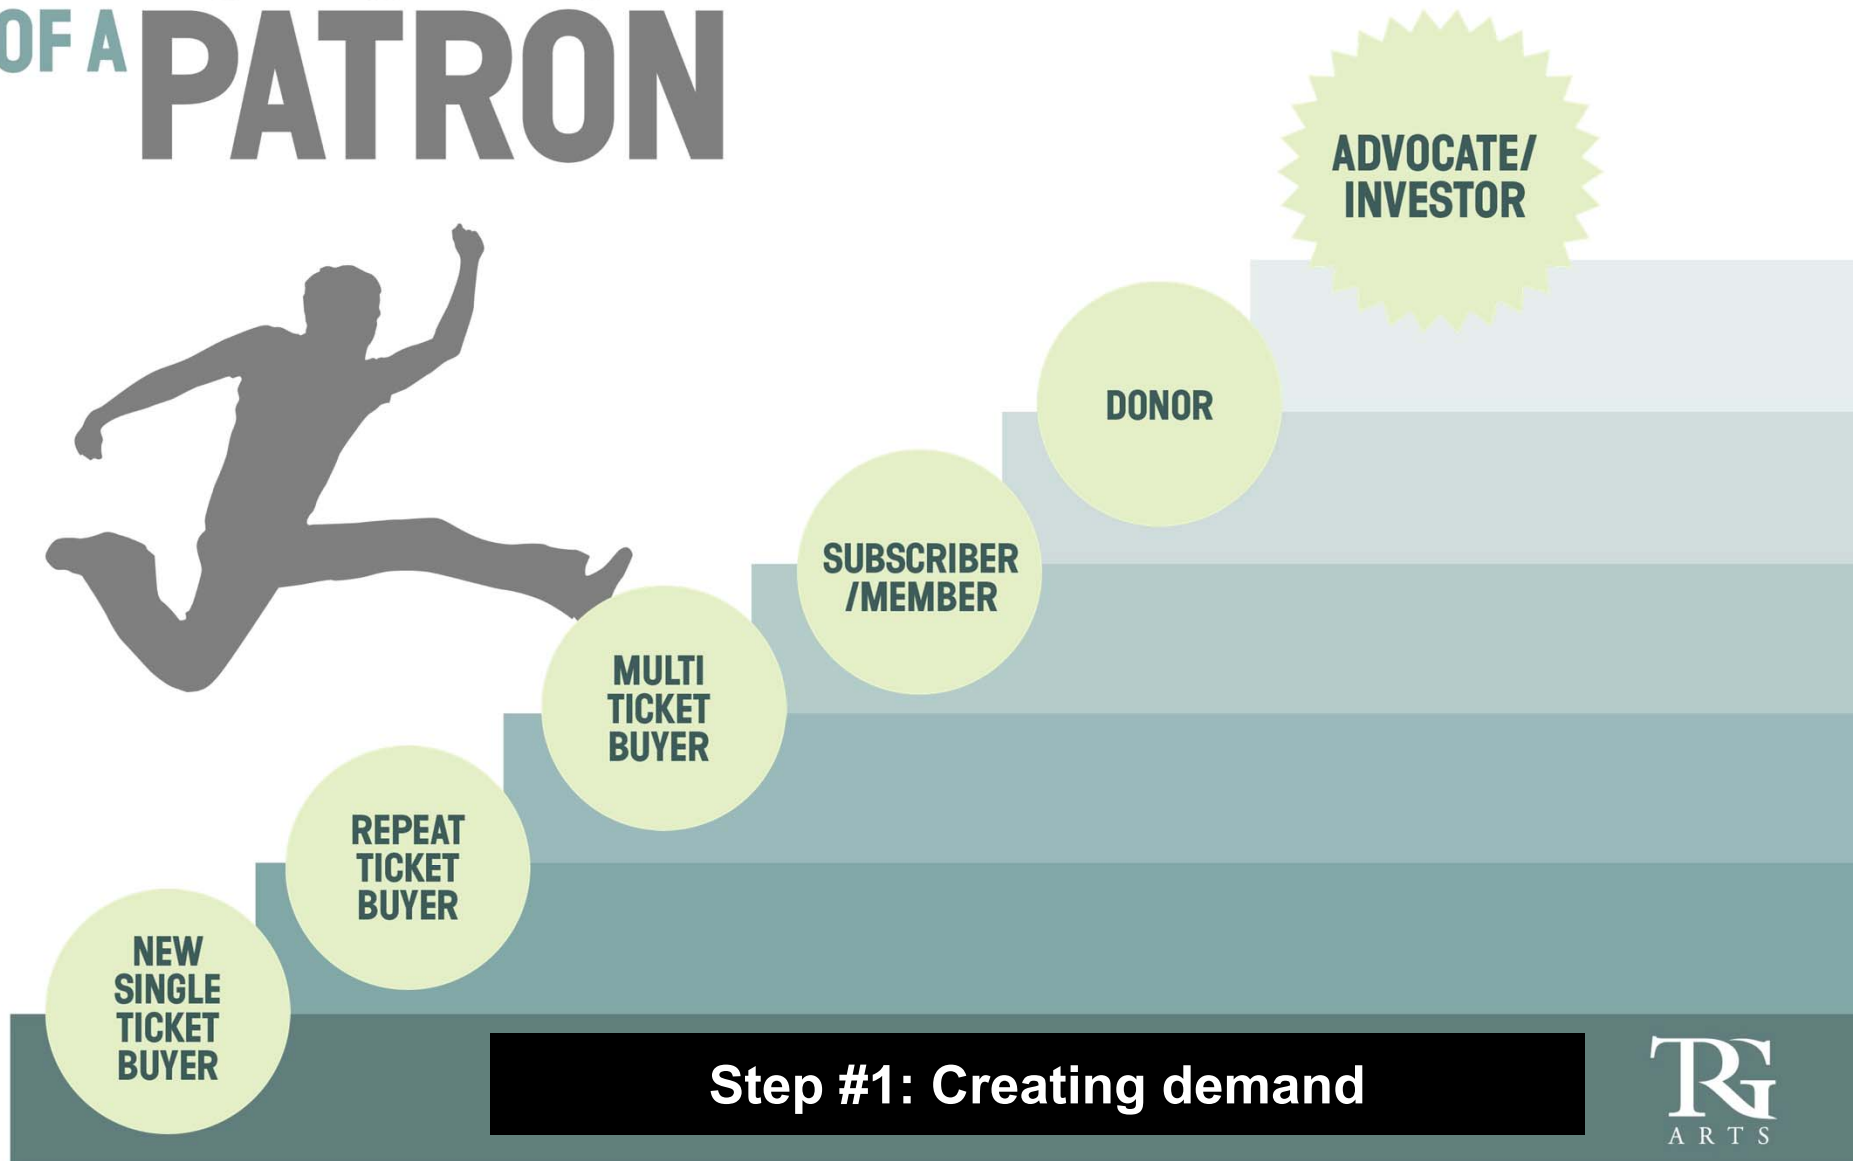 OF A PATRON
ADVOCATE/
INVESTOR
DONOR
SUBSCRIBER
/MEMBER
MULTI
TICKET
BUYER
REPEAT
TICKET
BUYER
NEW
SINGLE
TICKET
BUYER
Step #1: Creating demand
TRG
ARTS